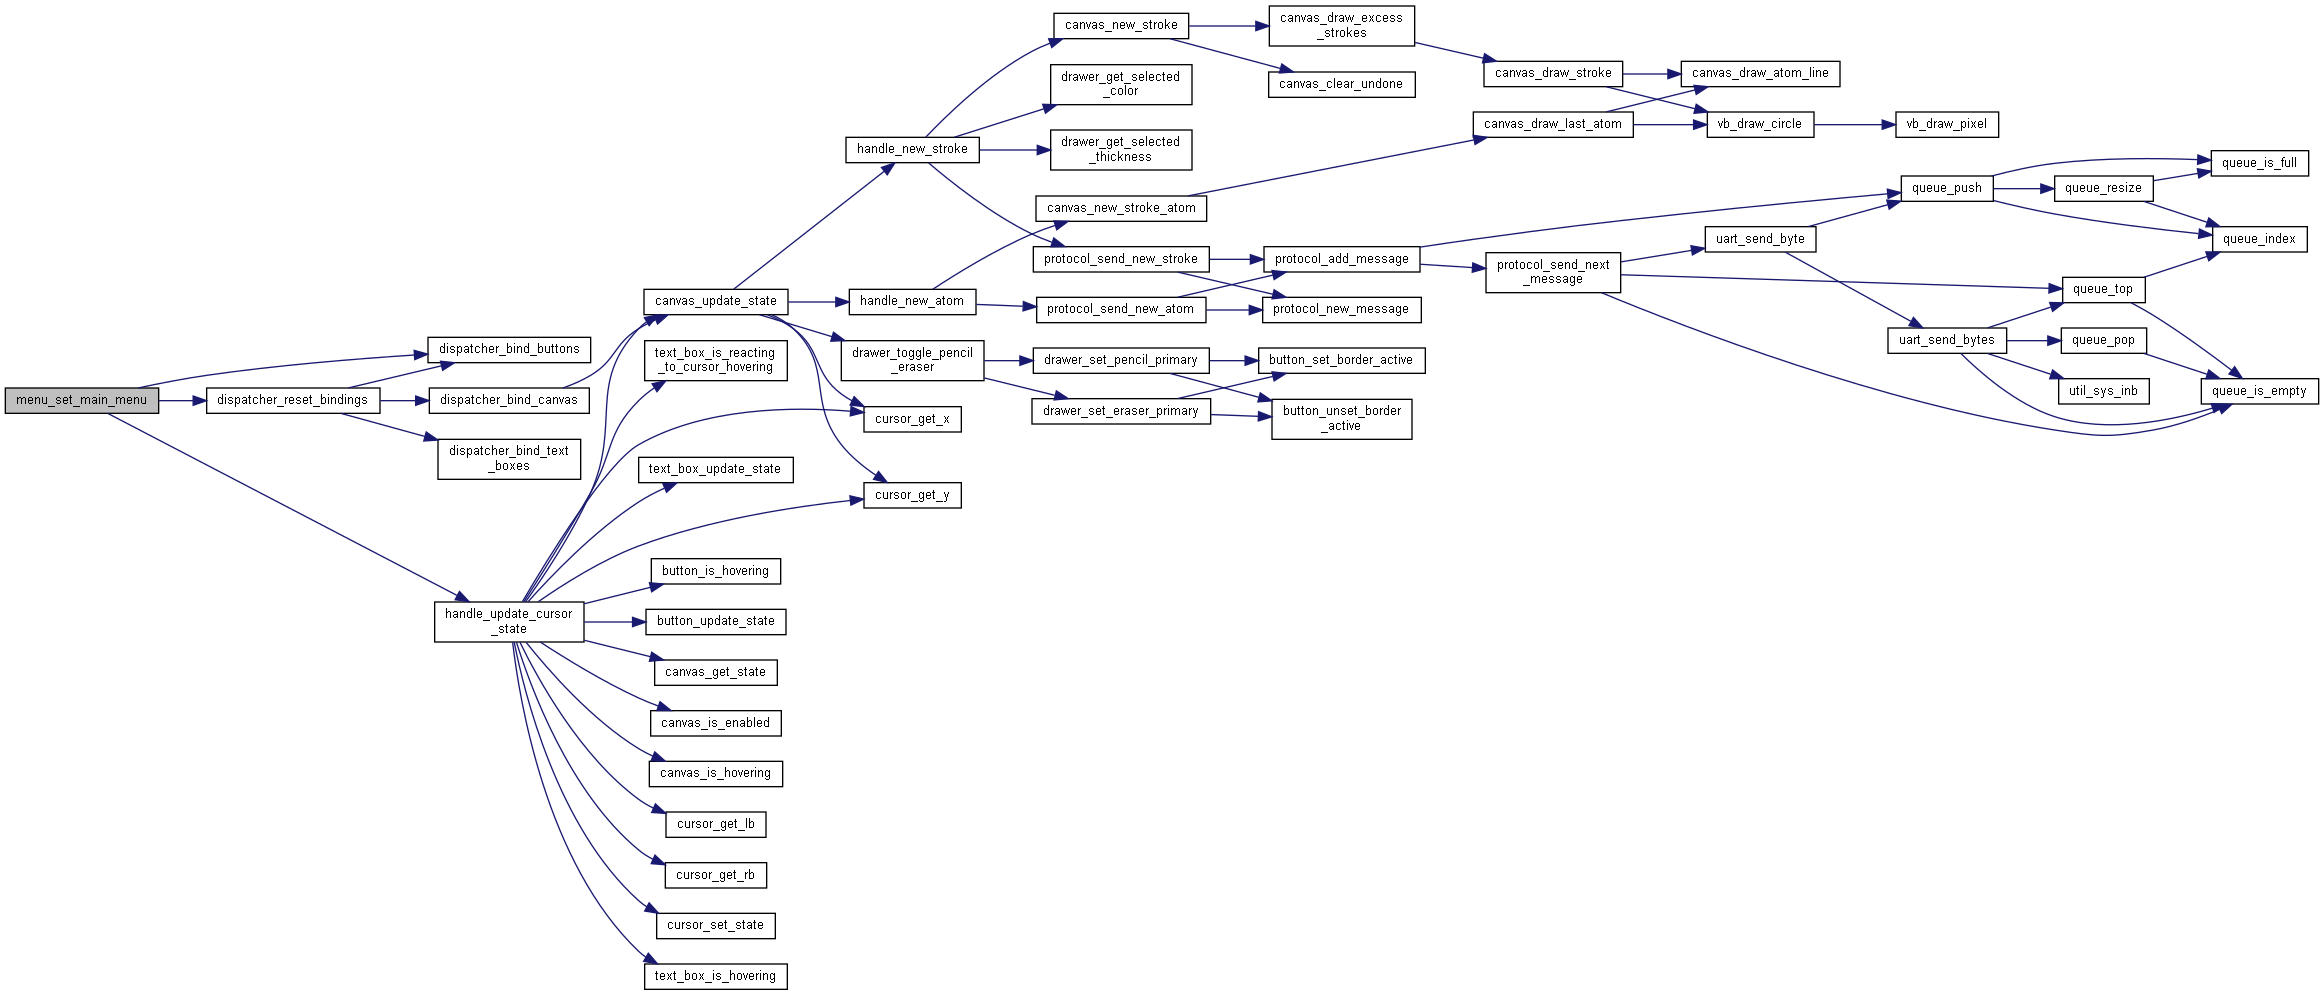 menu_set_main_menu
dispatcher_bind_buttons
dispatcher_reset_bindings
dispatcher_bind_canvas
dispatcher_bind_text
_boxes
handle_update_cursor
_state
canvas_update_state
text_box_is_reacting
_to_cursor_hovering
text_box_update_state
button_is_hovering
button_update_state
canvas_get_state
canvas_is_enabled
canvas_is_hovering
cursor_get_lb
cursor_get_rb
cursor_set_state
text_box_is_hovering
handle_new_stroke
handle_new_atom
drawer_toggle_pencil
_eraser
cursor_get_x
cursor_get_y
canvas_new_stroke
drawer_get_selected
_color
drawer_get_selected
_thickness
canvas_new_stroke_atom
protocol_send_new_stroke
protocol_send_new_atom
drawer_set_pencil_primary
drawer_set_eraser_primary
canvas_draw_excess
_strokes
canvas_clear_undone
protocol_add_message
protocol_new_message
button_set_border_active
button_unset_border
_active
canvas_draw_stroke
canvas_draw_last_atom
protocol_send_next
_message
canvas_draw_atom_line
vb_draw_circle
uart_send_byte
vb_draw_pixel
queue_push
uart_send_bytes
queue_resize
queue_top
queue_pop
util_sys_inb
queue_is_full
queue_index
queue_is_empty